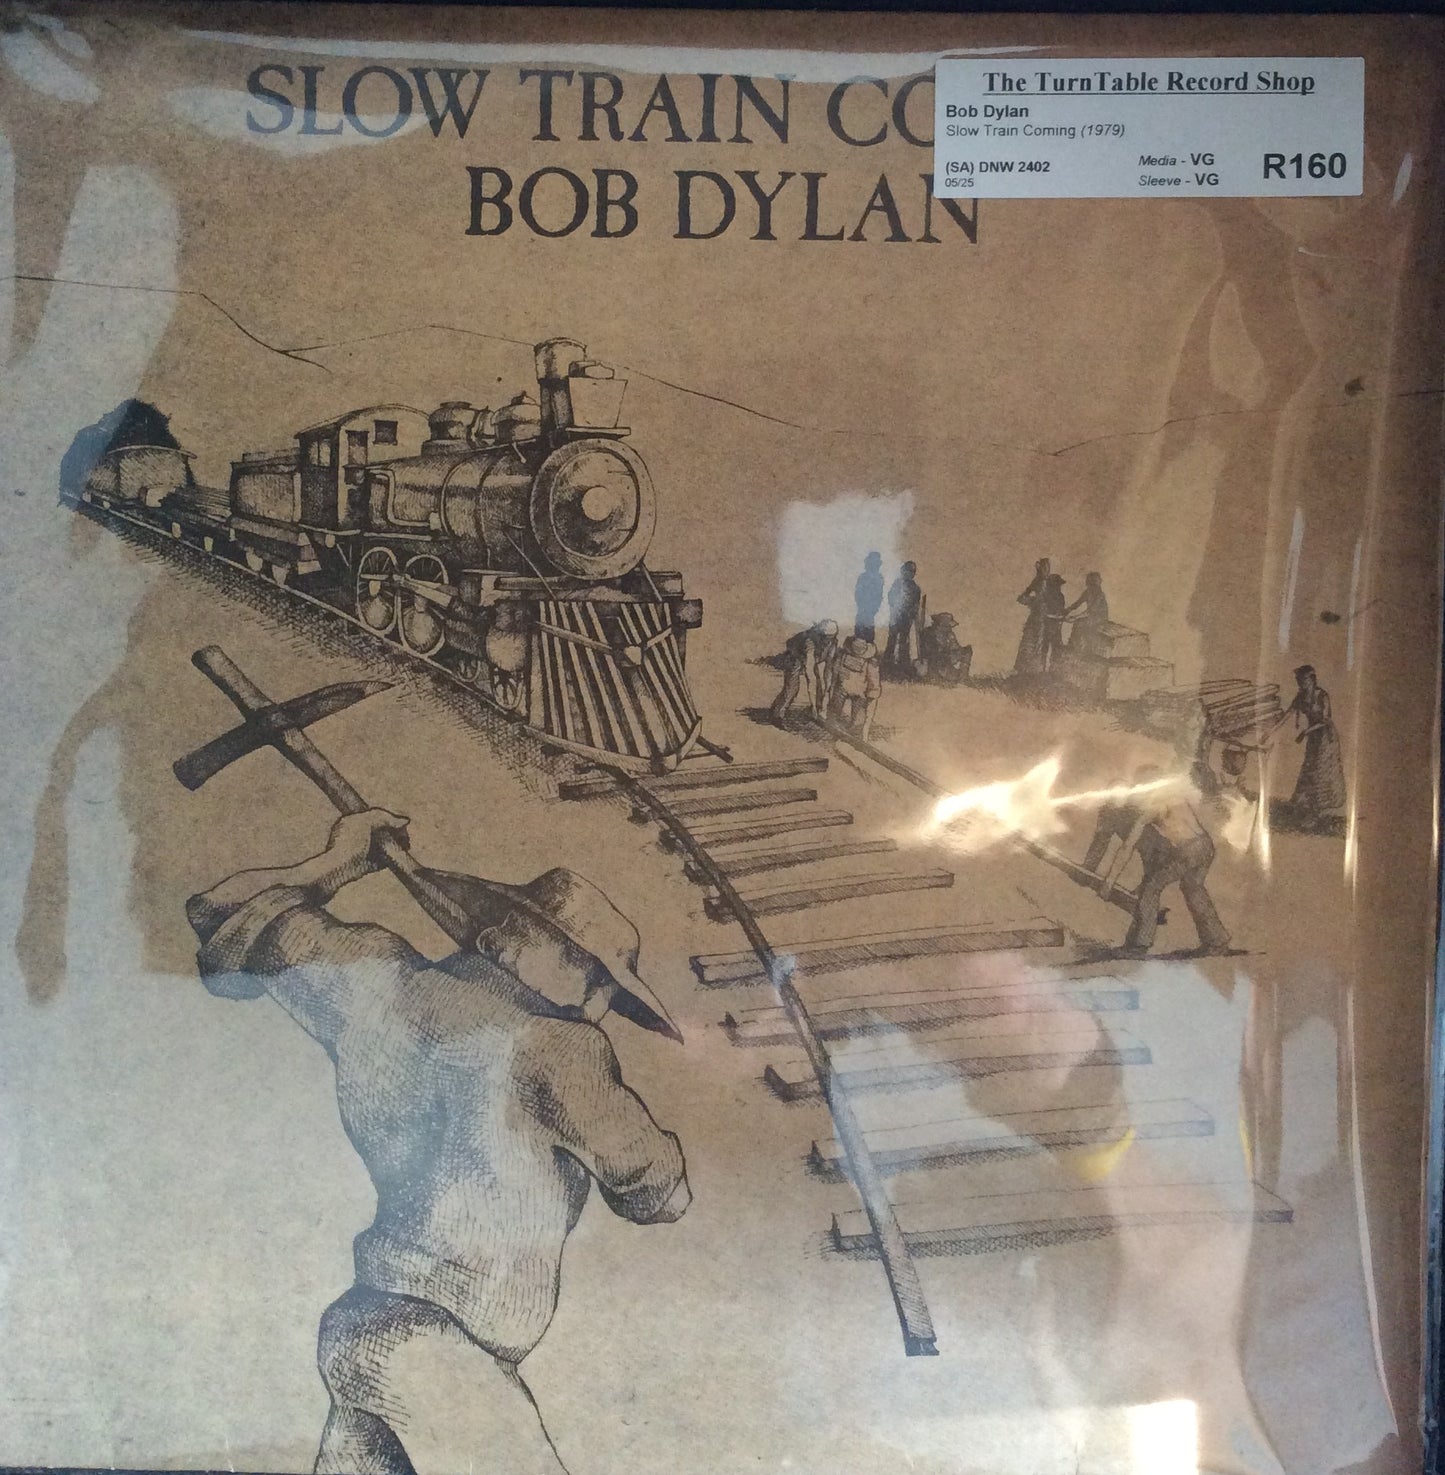 SLOW TRAIN CO
BOB DYLAN
The TurnTable Record Shop
Bob Dylan
Slow Train Coming (1979)
(SA) DNW 2402
05/25
Media - VG
Sleeve - VG
R160